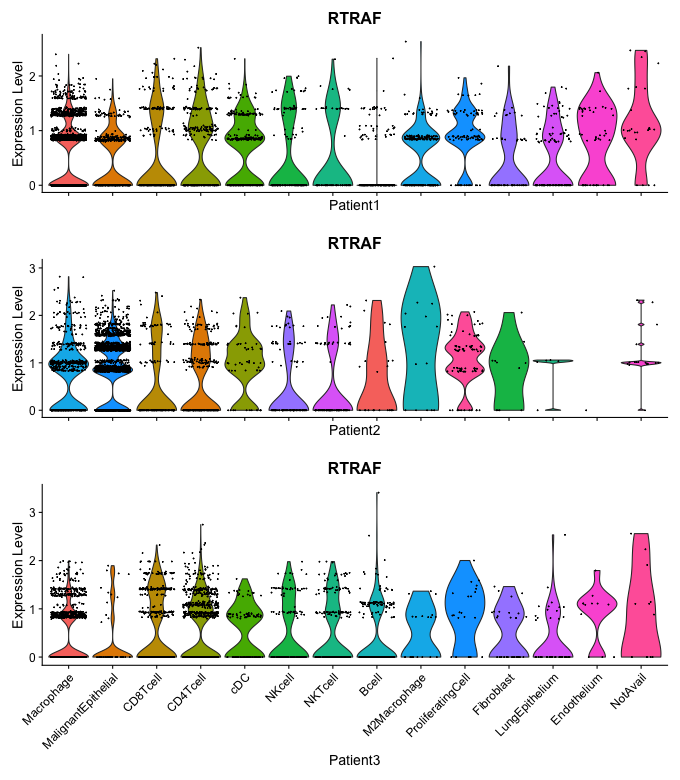 RTRAF
Expression Level
2
1
0
Patient1
RTRAF
Expression Level
3
2
1
0
Patient2
RTRAF
Expression Level
3
2
1
0
Macrophage
MalignantEpithelial
CD8Tcell
CD4Tcell
cDC
NKcell
NKTcell
Bcell
M2Macrophage
ProliferatingCell
Fibroblast
LungEpithelium
Endothelium
NotAvail
Patient3